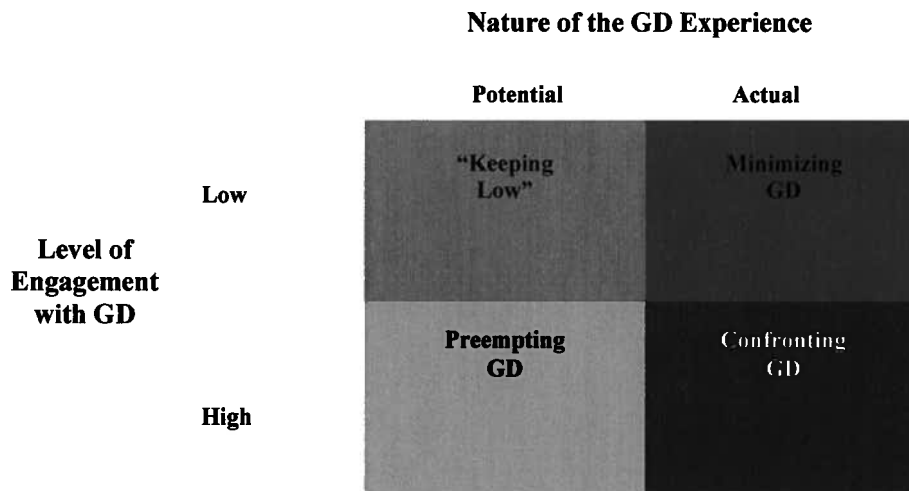 Nature of the GD Experience
Potential Actual
“Keeping Low”
Minimizing GD
Low
Level of Engagement with GD
Preempting GD
Confronting GD
High